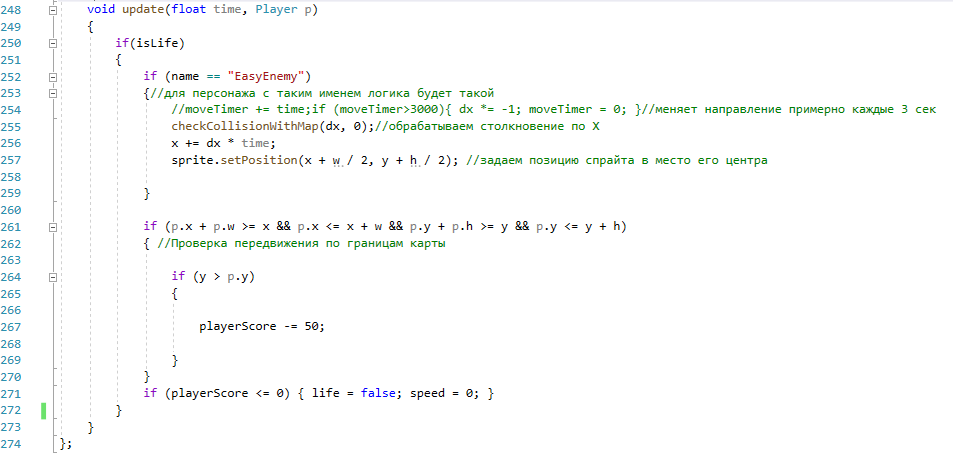 248 void update(float time, Player p)
249 {
250 if(isLife)
251 {
252 if (name == "EasyEnemy")
253 {//для персонажа с таким именем логика будет такой
254 //moveTimer += time;if (moveTimer>3000){ dx *= -1; moveTimer = 0; }//меняет направление примерно каждые 3 сек
255 checkCollisionWithMap(dx, 0);//обрабатываем столкновение по Х
256 x += dx * time;
257 sprite.setPosition(x + w / 2, y + h / 2); //задаем позицию спрайта в место его центра
258
259 }
260
261 if (p.x + p.w >= x && p.x <= x + w && p.y + p.h >= y && p.y <= y + h)
262 { //Проверка передвижения по границам карты
263
264 if (y > p.y)
265 {
266
267 playerScore -= 50;
268
269 }
270 }
271 if (playerScore <= 0) { life = false; speed = 0; }
272 }
273 }
274 };